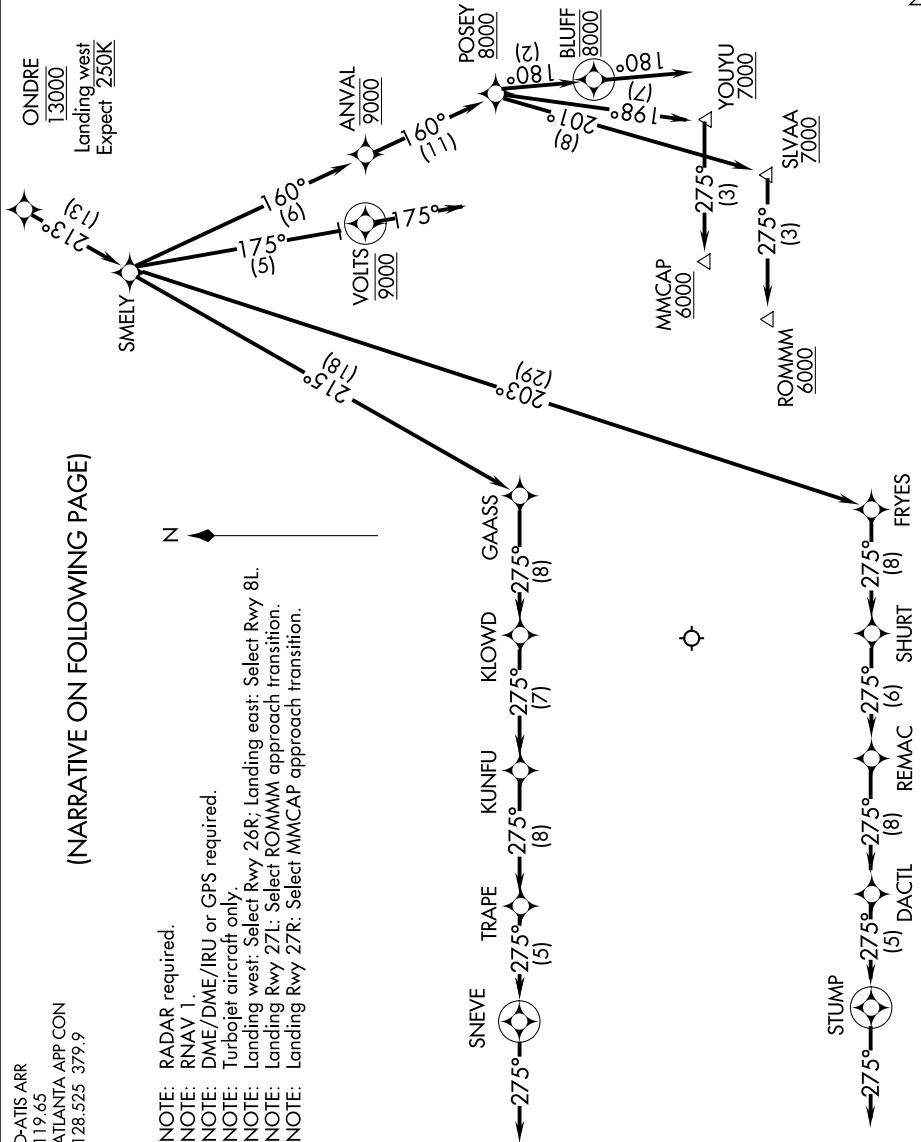 D-ATIS ARR
119.65
ATLANTA APP CON
128.525 379.9
(NARRATIVE ON FOLLOWING PAGE)
NOTE: RADAR required.
NOTE: RNAV 1.
NOTE: DME/DME/IRU or GPS required.
NOTE: Turbojet aircraft only.
NOTE: Landing west: Select Rwy 26R; Landing east: Select Rwy 8L.
NOTE: Landing Rwy 27L: Select ROMMM approach transition.
NOTE: Landing Rwy 27R: Select MMCAP approach transition.
N
ONDRE
13000
Landing west
Expect 250K
213°
(13)
SMELY
160°
(9)
ANVAL
9000
160°
(11)
175°
(5)
VOLTS
9000
175°
POSEY
8000
180°
(2)
BLUFF
8000
180°
(7)
198°
YOUYU
7000
201°
(8)
SLVAA
7000
275°
(3)
MMCAP
6000
275°
(3)
ROMMM
6000
215°
(18)
203°
(29)
GAASS
275°
(8)
KLOWD
275°
(7)
KUNFU
275°
(8)
TRAPE
275°
(5)
SNEVE
275°
FRYES
275°
(8)
SHURT
275°
(6)
REMAC
275°
(8)
DACTL
275°
(5)
STUMP
275°